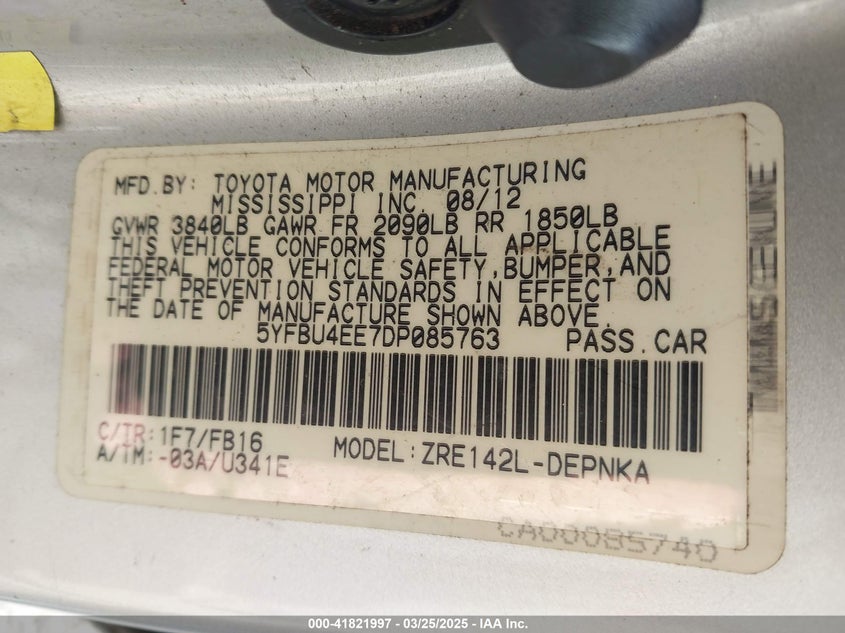 MFD.BY: TOYOTA MOTOR MANUFACTURING
MISSISSIPPI INC. 08/12
GVWR 3840LB GAWR FR 2090LB RR 1850LB
THIS VEHICLE CONFORMS TO ALL APPLICABLE
FEDERAL MOTOR VEHICLE SAFETY,BUMPER,AND
THEFT PREVENTION STANDARDS IN EFFECT ON
THE DATE OF MANUFACTURE SHOWN ABOVE.
5YFBU4EE7DP085763 PASS.CAR
C/TR:1F7/FB16
A/TM:-03A/U341E
MODEL:ZRE142L-DEPNKA
CA00085740
000-41821997 — 03/25/2025 — IAA Inc.